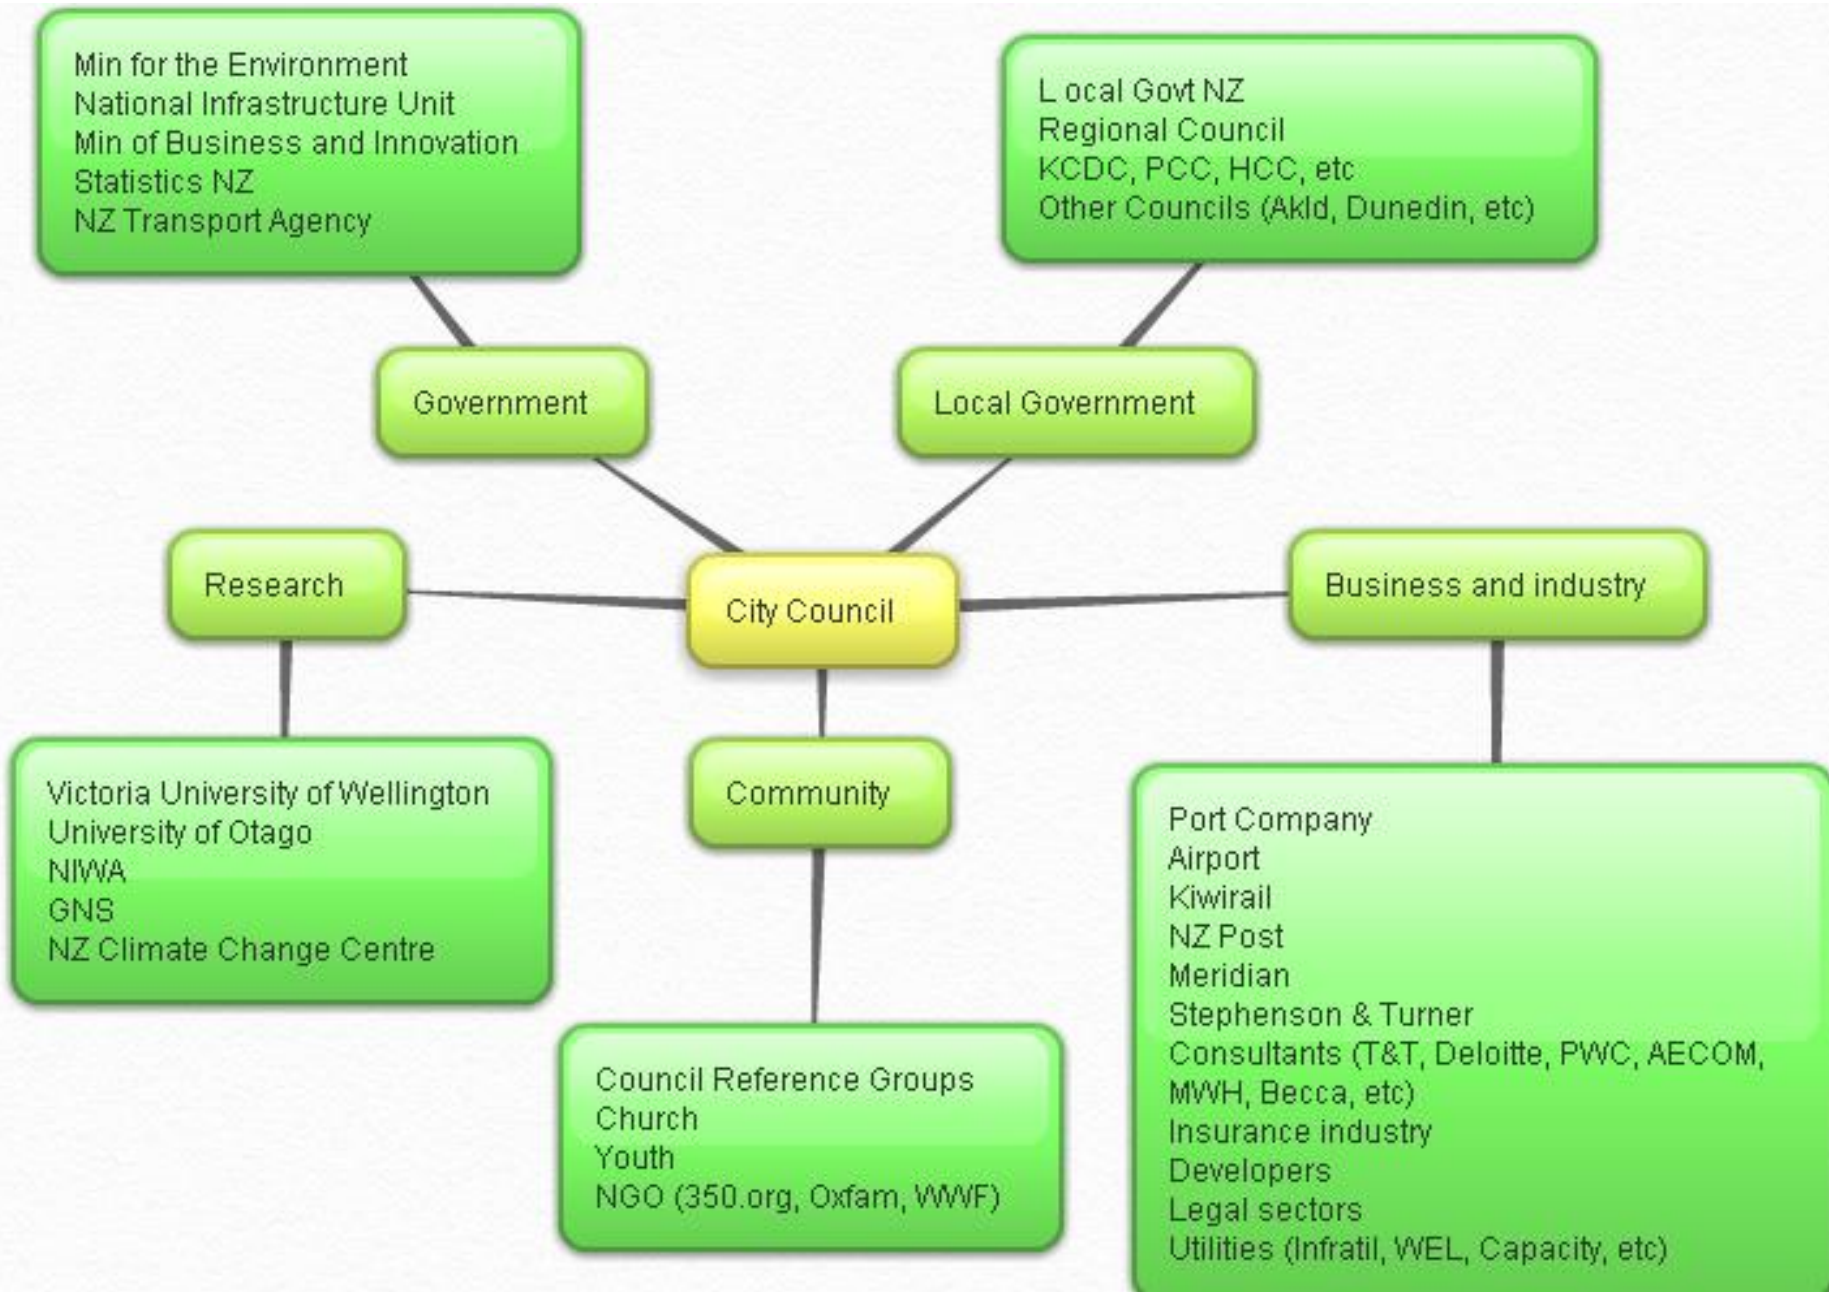 Min for the Environment
National Infrastructure Unit
Min of Business and Innovation
Statistics NZ
NZ Transport Agency
L ocal Govt NZ
Regional Council
KCDC, PCC, HCC, etc
Other Councils (Akld, Dunedin, etc)
Government
Local Government
Research
City Council
Business and industry
Victoria University of Wellington
University of Otago
NIWA
GNS
NZ Climate Change Centre
Community
Council Reference Groups
Church
Youth
NGO (350.org, Oxfam, WWF)
Port Company
Airport
Kiwirail
NZ Post
Meridian
Stephenson & Turner
Consultants (T&T, Deloitte, PWC, AECOM,
MWH, Becca, etc)
Insurance industry
Developers
Legal sectors
Utilities (Infratil, WEL, Capacity, etc)